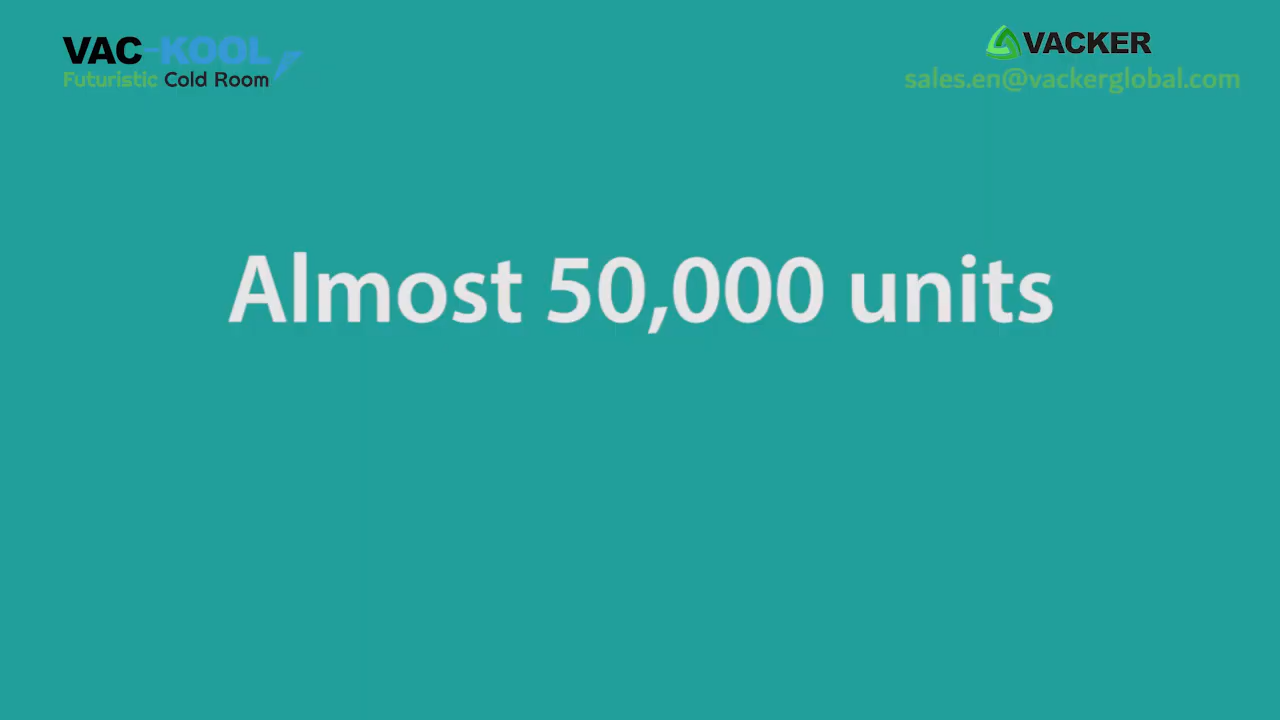 VAC-KOOL
Futuristic Cold Room
VACKER
sales.en@vackerglobal.com
Almost 50,000 units